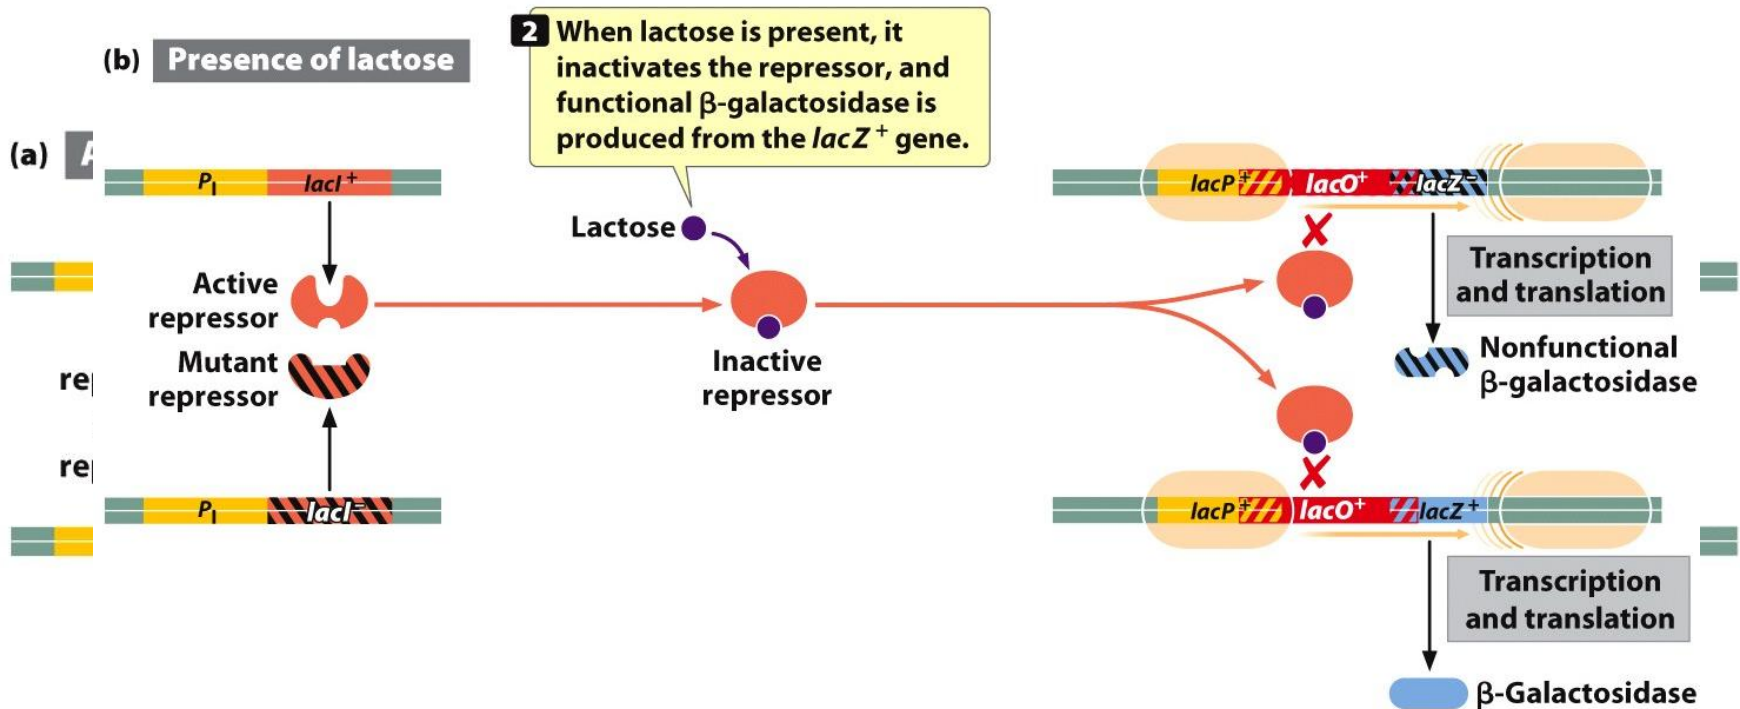 (b) Presence of lactose
2 When lactose is present, it
inactivates the repressor, and
functional β-galactosidase is
produced from the lacZ+ gene.
(a)
PI lacI+
lacP+ lacO+ lacZ–
Lactose
Transcription
and translation
Active
repressor
Nonfunctional
β-galactosidase
Mutant
repressor
Inactive
repressor
PI lacI–
lacP+ lacO+ lacZ+
Transcription
and translation
β-Galactosidase